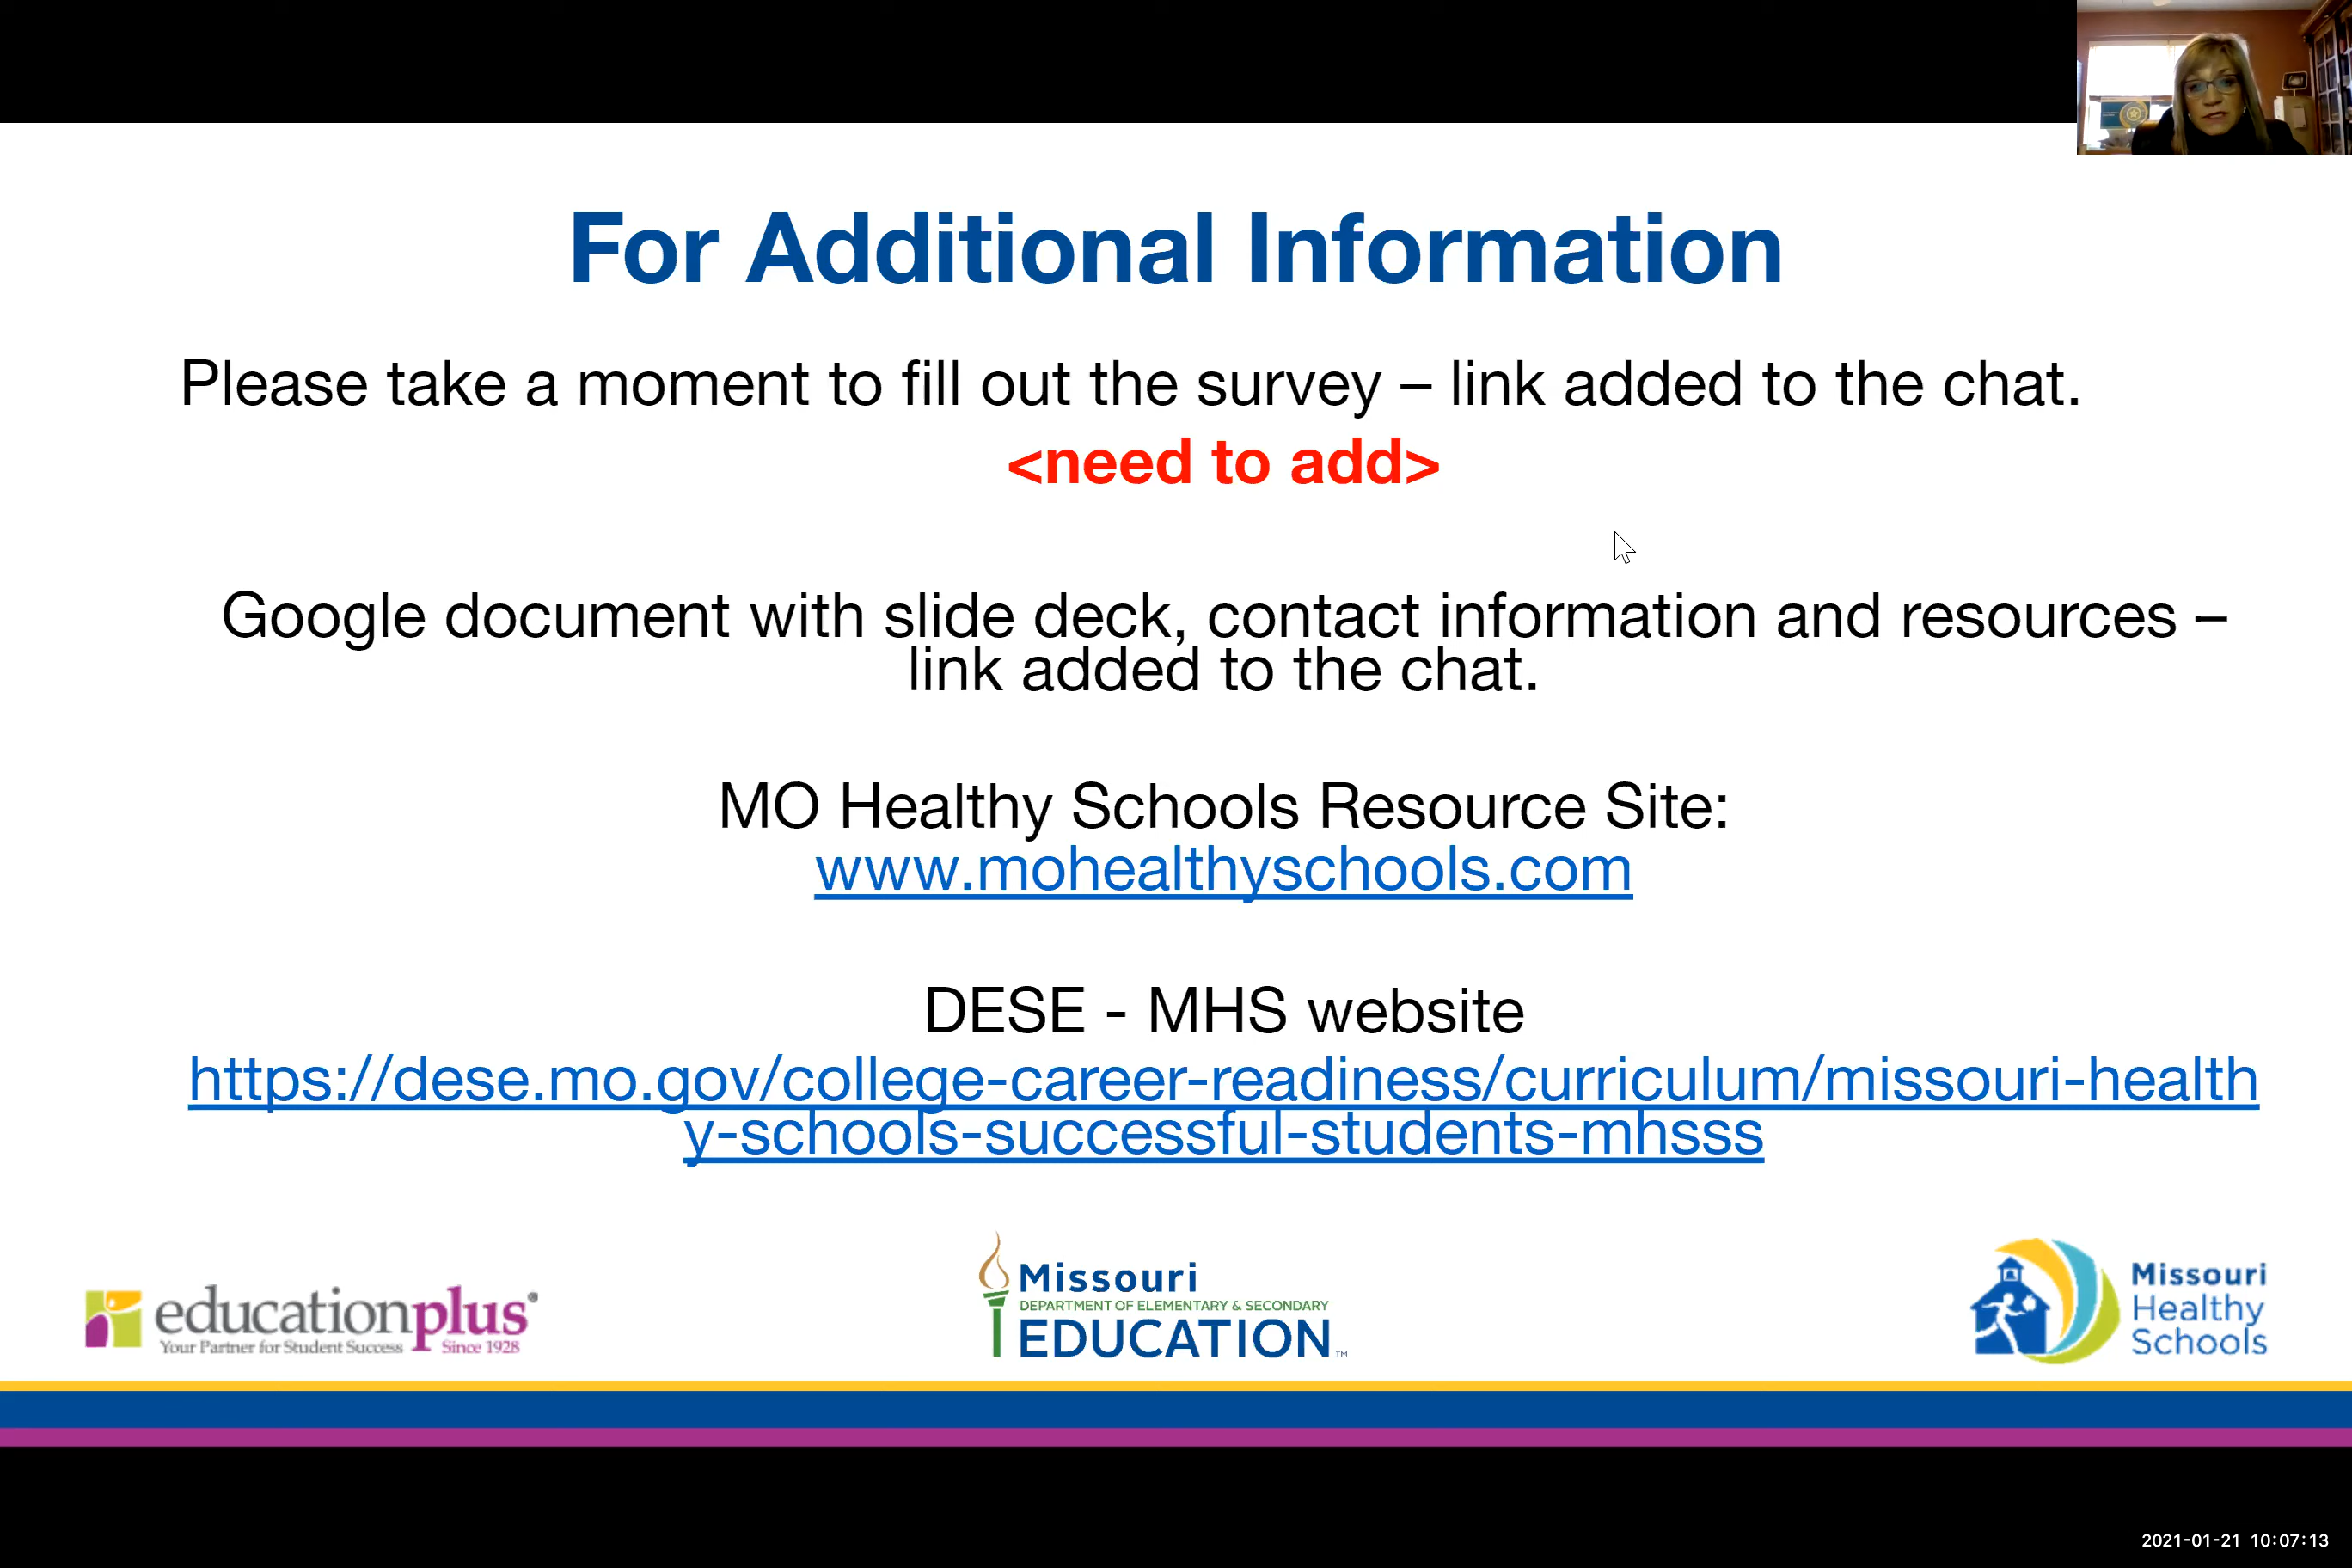 For Additional Information
Please take a moment to fill out the survey – link added to the chat.
<need to add>
Google document with slide deck, contact information and resources –
link added to the chat.
MO Healthy Schools Resource Site:
www.mohealthyschools.com
DESE - MHS website
https://dese.mo.gov/college-career-readiness/curriculum/missouri-health
y-schools-successful-students-mhsss
educationplus®
Your Partner for Student Success Since 1928
Missouri
DEPARTMENT OF ELEMENTARY & SECONDARY
EDUCATION™
Missouri
Healthy
Schools
2021-01-21 10:07:13